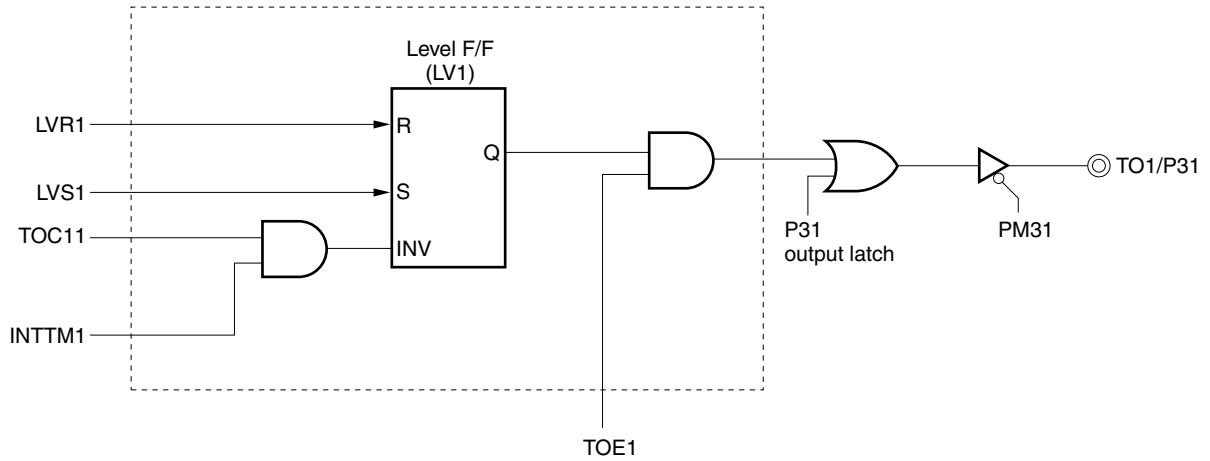 Level F/F
(LV1)
LVR1
R
Q
TO1/P31
LVS1
S
TOC11
P31
output latch
PM31
INV
INTTM1
TOE1